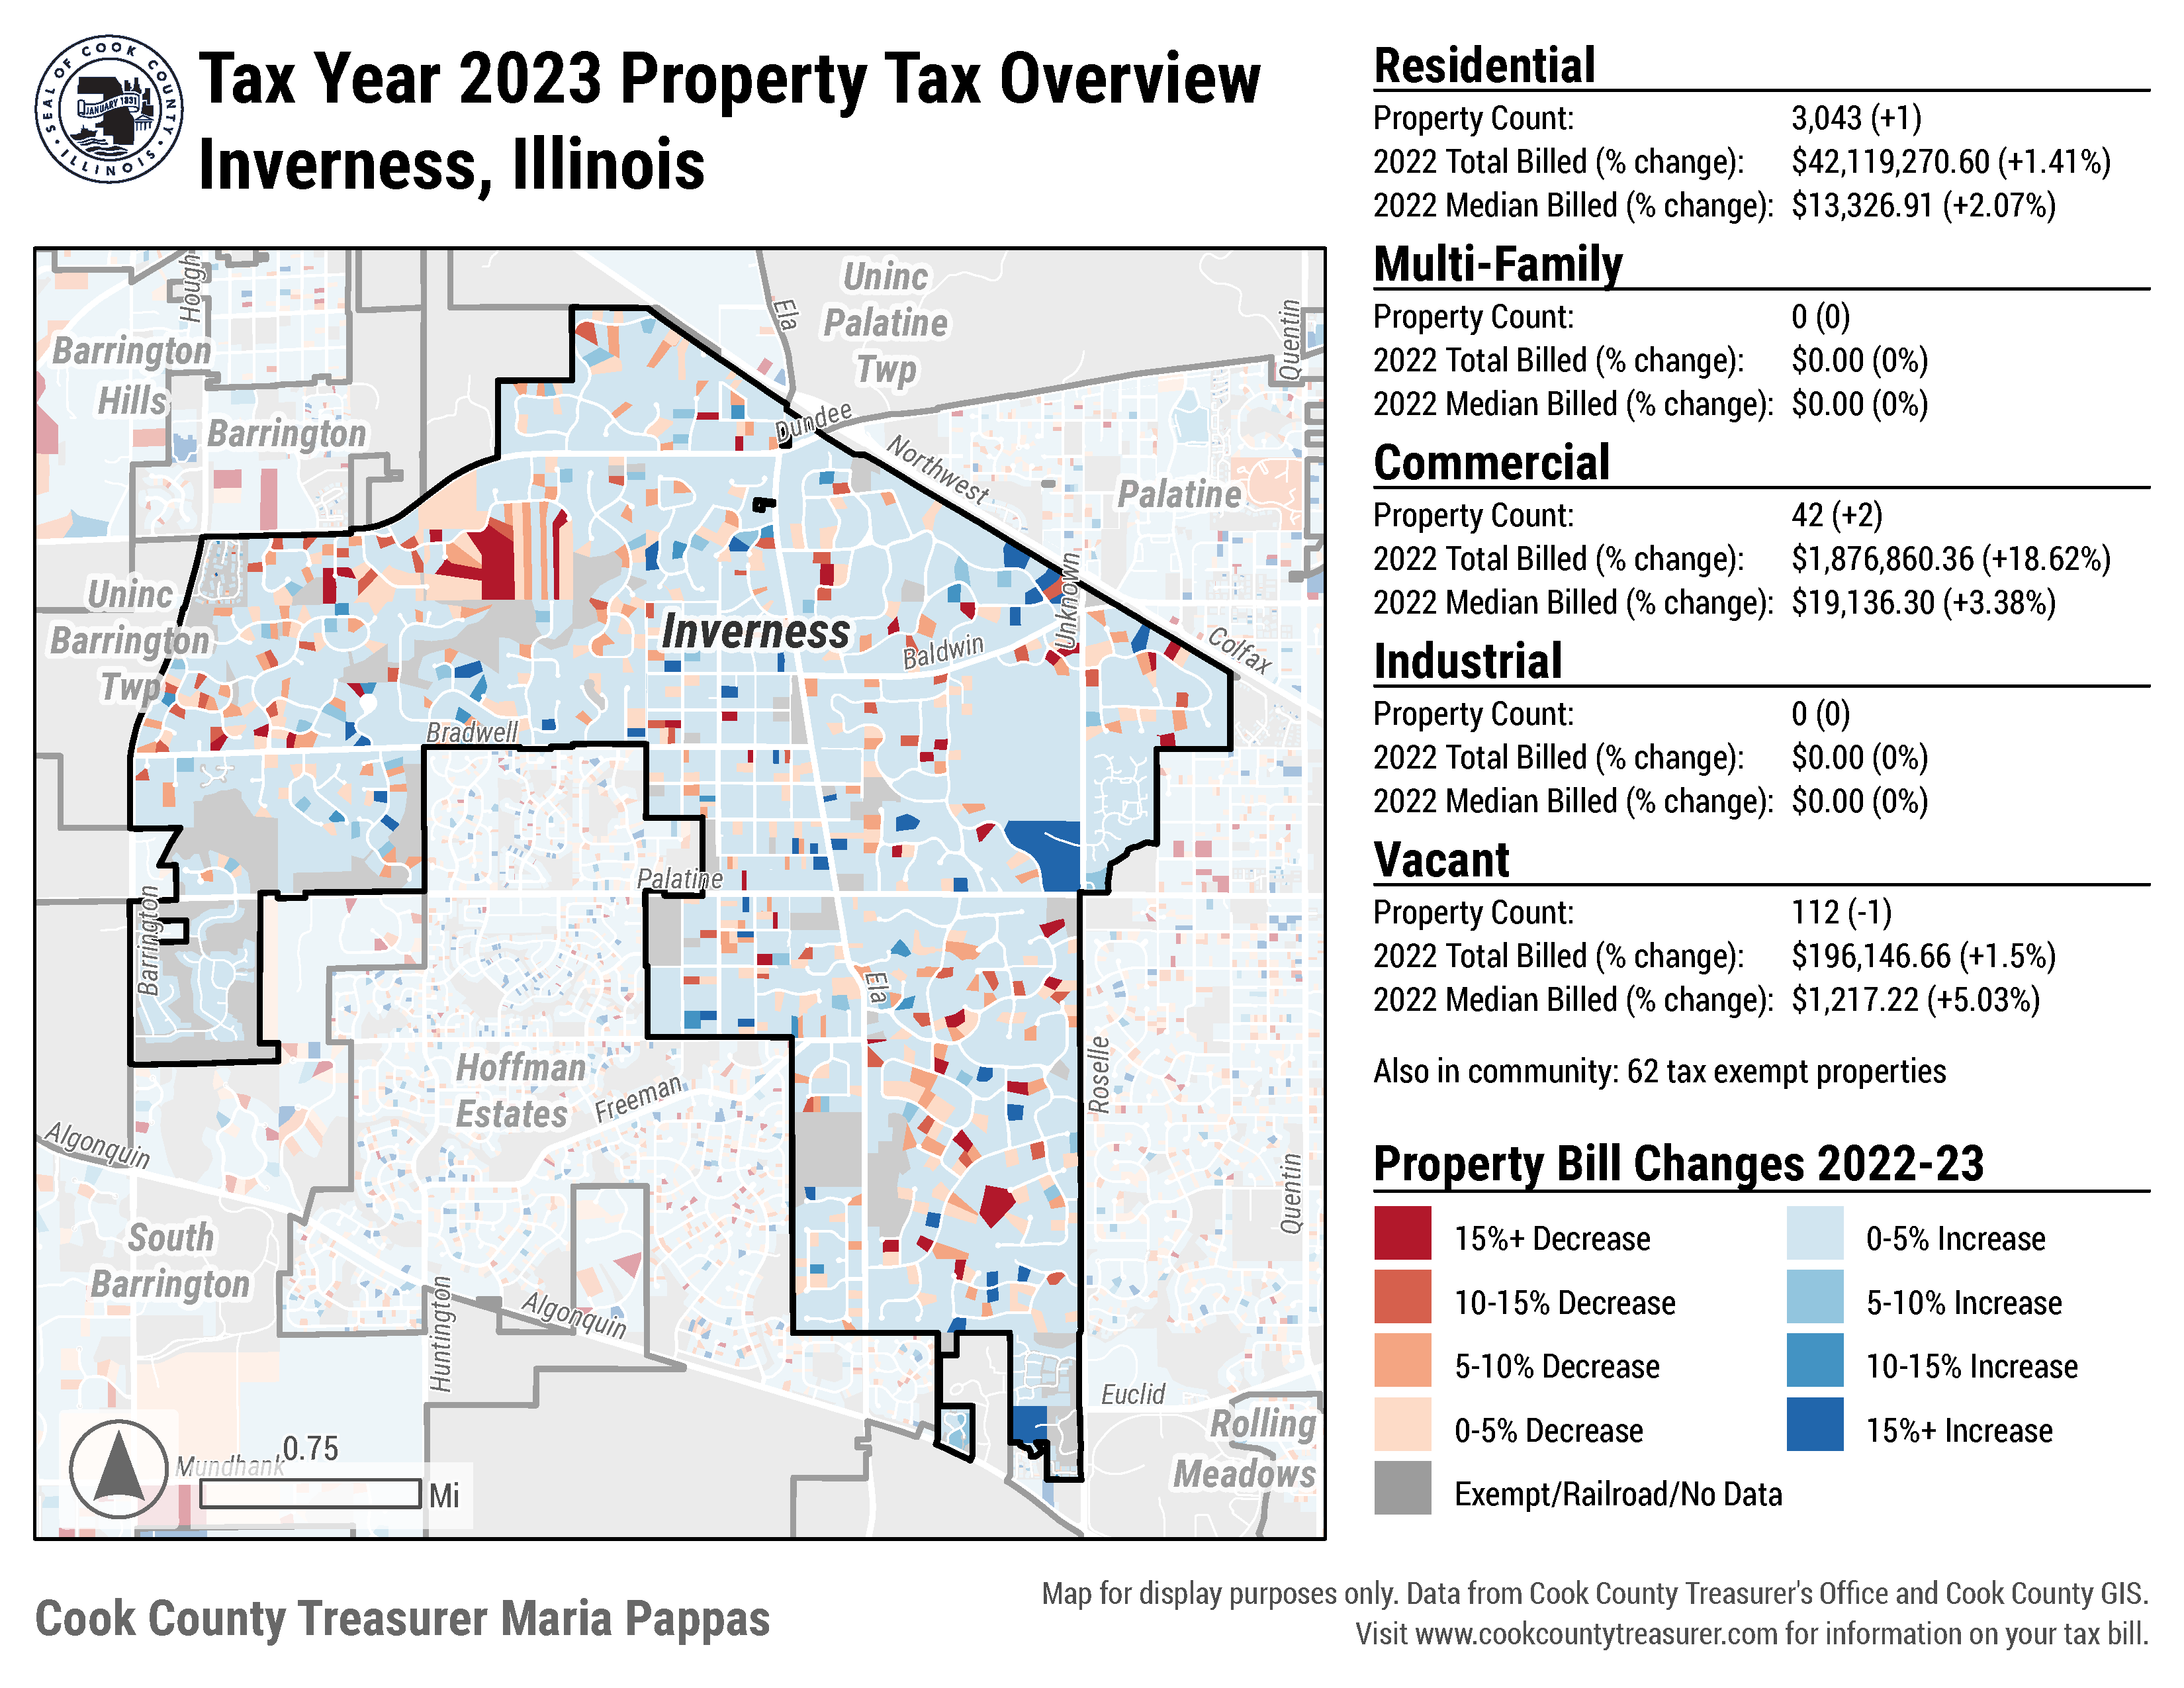 SEAL OF COOK COUNTY
• ILLINOIS •
JANUARY 1831
Tax Year 2023 Property Tax Overview
Inverness, Illinois
Residential
Property Count: 3,043 (+1)
2022 Total Billed (% change): $42,119,270.60 (+1.41%)
2022 Median Billed (% change): $13,326.91 (+2.07%)
Multi-Family
Property Count: 0 (0)
2022 Total Billed (% change): $0.00 (0%)
2022 Median Billed (% change): $0.00 (0%)
Commercial
Property Count: 42 (+2)
2022 Total Billed (% change): $1,876,860.36 (+18.62%)
2022 Median Billed (% change): $19,136.30 (+3.38%)
Industrial
Property Count: 0 (0)
2022 Total Billed (% change): $0.00 (0%)
2022 Median Billed (% change): $0.00 (0%)
Vacant
Property Count: 112 (-1)
2022 Total Billed (% change): $196,146.66 (+1.5%)
2022 Median Billed (% change): $1,217.22 (+5.03%)
Also in community: 62 tax exempt properties
Property Bill Changes 2022-23
15%+ Decrease
10-15% Decrease
5-10% Decrease
0-5% Decrease
Exempt/Railroad/No Data
0-5% Increase
5-10% Increase
10-15% Increase
15%+ Increase
Hough
Barrington
Hills
Barrington
Uninc
Palatine
Twp
Ela
Quentin
Dundee
Northwest
Palatine
Uninc
Barrington
Twp
Inverness
Baldwin
Unknown
Colfax
Bradwell
Palatine
Barrington
Ela
Hoffman
Estates
Freeman
Roselle
Algonquin
Quentin
South
Barrington
Huntington
Algonquin
Euclid
Rolling
Meadows
Mundhank
0.75
Mi
Cook County Treasurer Maria Pappas
Map for display purposes only. Data from Cook County Treasurer's Office and Cook County GIS.
Visit www.cookcountytreasurer.com for information on your tax bill.